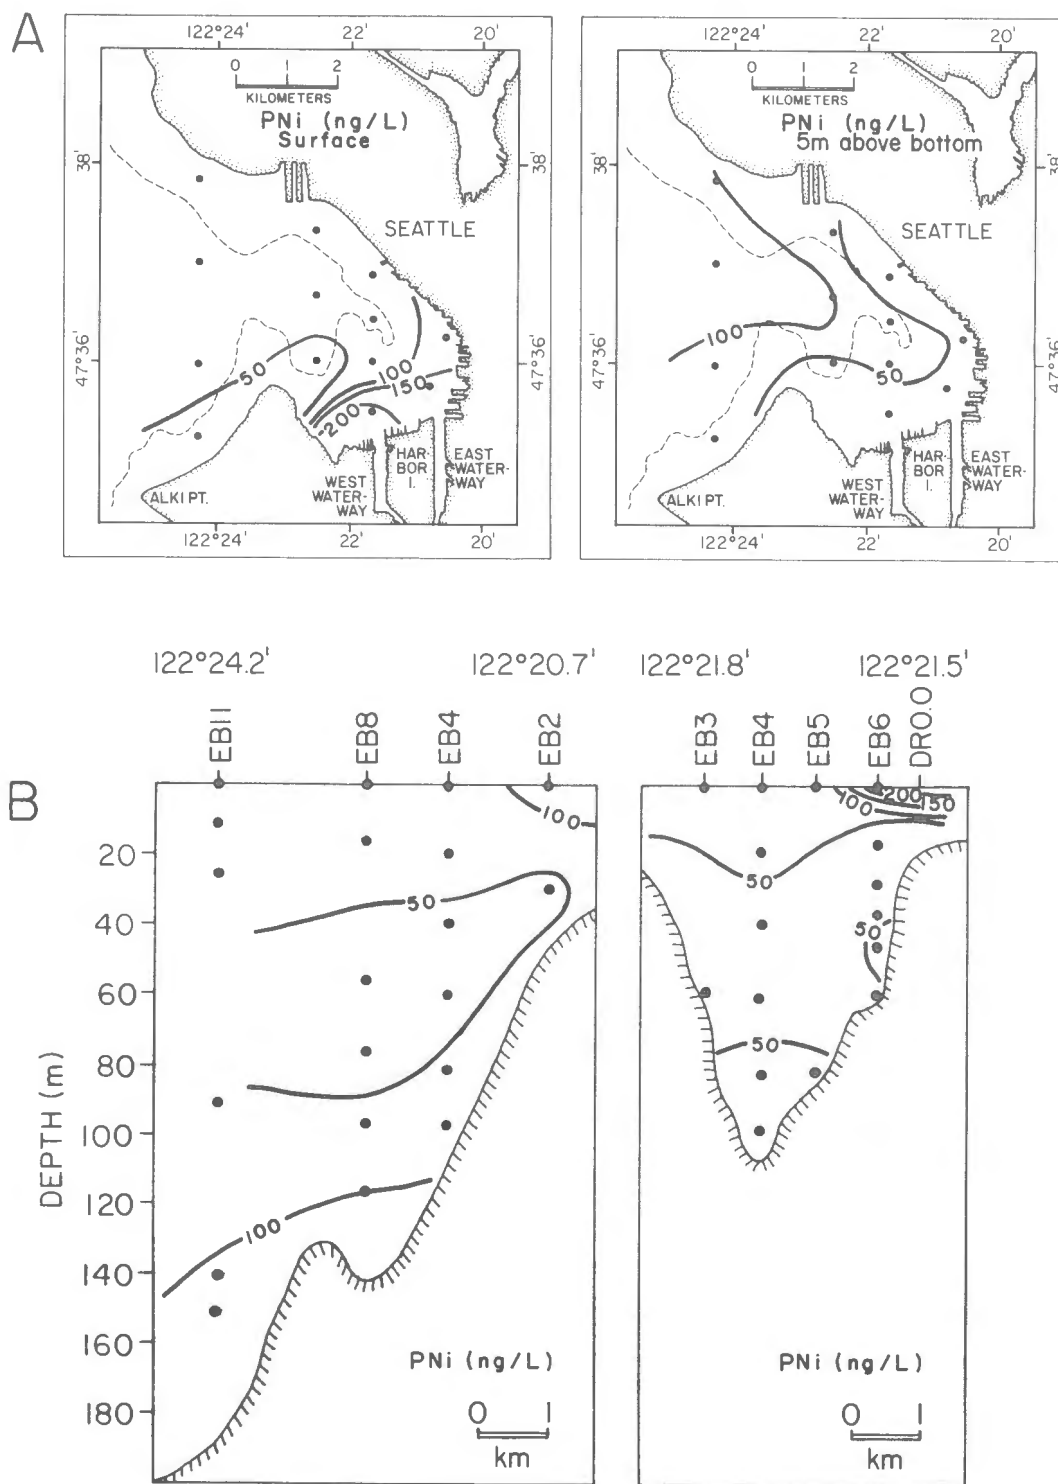 A
122°24' 22' 20'
0 1 2
KILOMETERS
PNi (ng/L)
Surface
38'
SEATTLE
47°36'
50
100
150
200
ALKI PT.
WEST
WATER-
WAY
HAR-
BOR
I.
EAST
WATER-
WAY
122°24' 22' 20'
122°24' 22' 20'
0 1 2
KILOMETERS
PNi (ng/L)
5m above bottom
38'
38'
SEATTLE
47°36'
47°36'
100
50
ALKI PT.
WEST
WATER-
WAY
HAR-
BOR
I.
EAST
WATER-
WAY
122°24' 22' 20'
B
122°24.2' 122°20.7'
EB11 EB8 EB4 EB2
100
50
100
DEPTH (m)
20
40
60
80
100
120
140
160
180
PNi (ng/L)
0 1
km
122°21.8' 122°21.5'
EB3 EB4 EB5 EB6 DR0.0
200
150
100
50
50
50
PNi (ng/L)
0 1
km